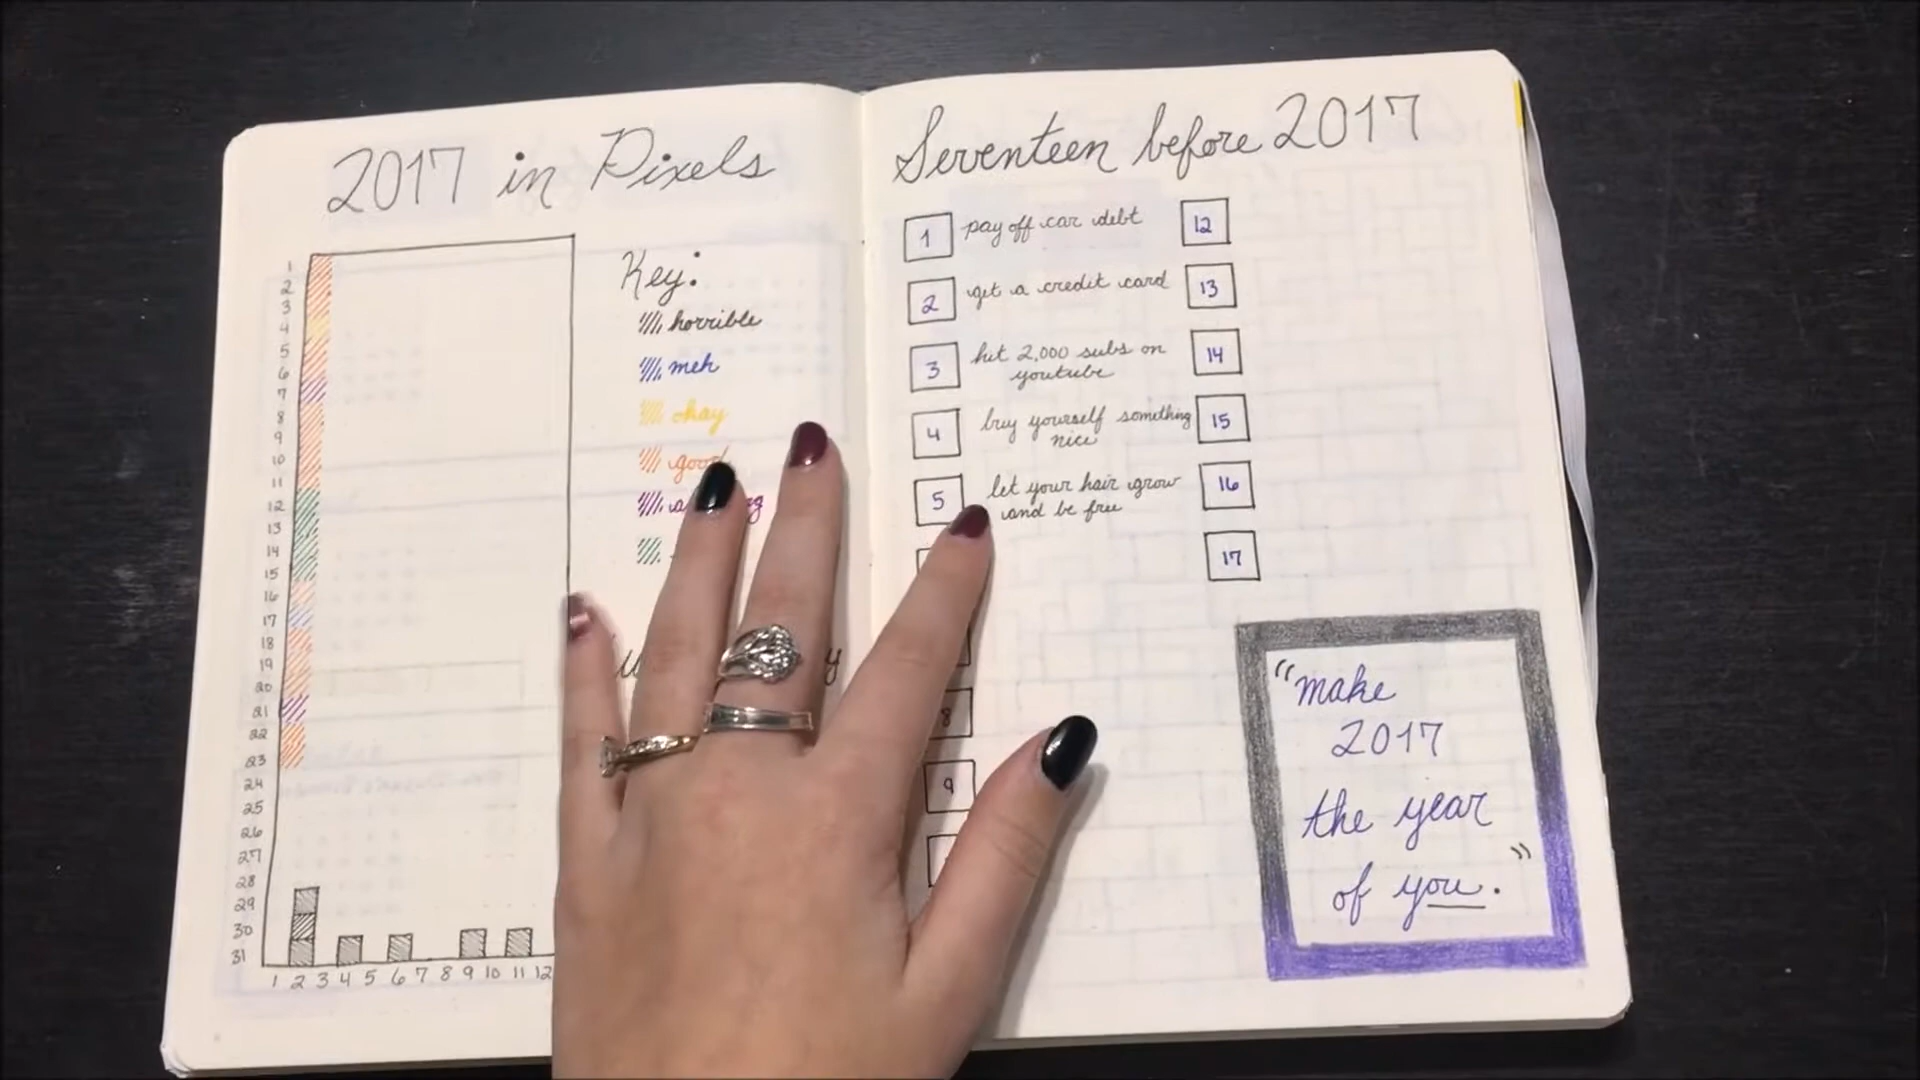 2017 in Pixels
Key:
horrible
meh
okay
good
1
2
3
4
5
6
7
8
9
10
11
12
13
14
15
16
17
18
19
20
21
22
23
24
25
26
27
28
29
30
31
1 2 3 4 5 6 7 8 9 10 11 12
Seventeen before 2017
1 pay off car debt
2 get a credit card
3 hit 2,000 subs on
youtube
4 buy yourself something
nice
5 let your hair grow
and be free
8
9
12
13
14
15
16
17
"make
2017
the year
of you."